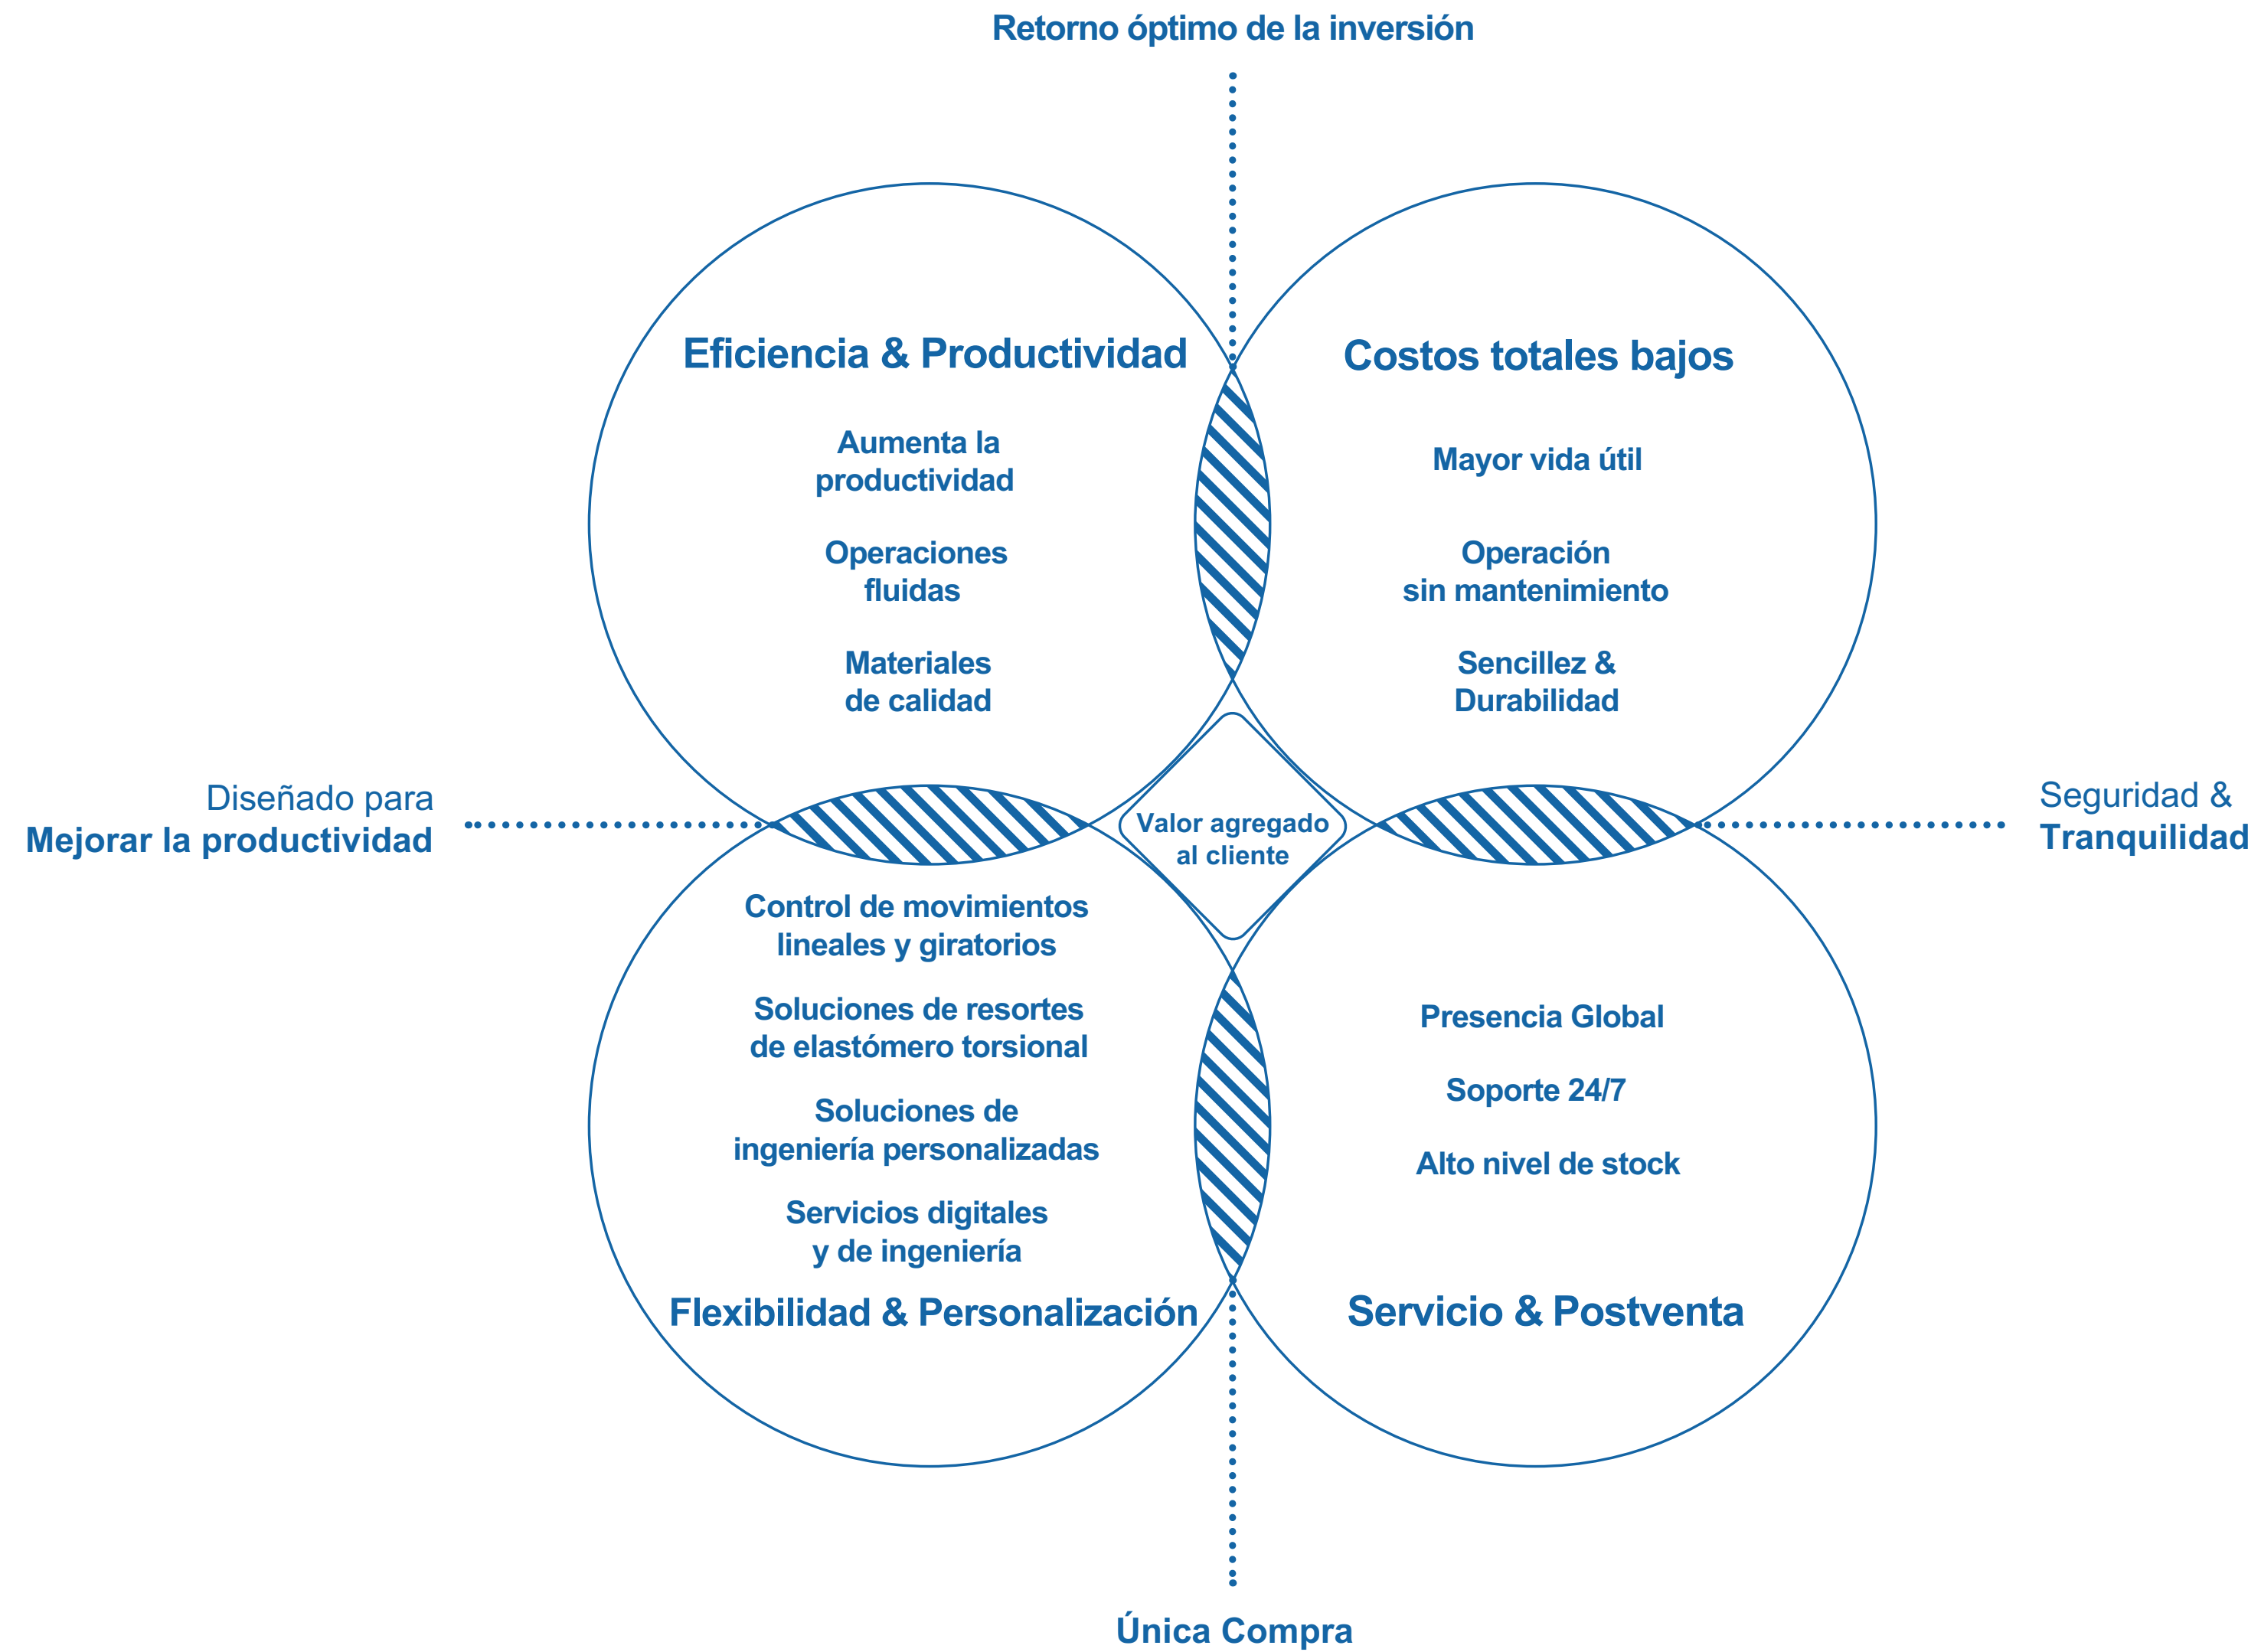 Retorno óptimo de la inversión
Eficiencia & Productividad
Aumenta la
productividad
Operaciones
fluidas
Materiales
de calidad
Costos totales bajos
Mayor vida útil
Operación
sin mantenimiento
Sencillez &
Durabilidad
Diseñado para
Mejorar la productividad
Valor agregado
al cliente
Seguridad &
Tranquilidad
Control de movimientos
lineales y giratorios
Soluciones de resortes
de elastómero torsional
Soluciones de
ingeniería personalizadas
Servicios digitales
y de ingeniería
Flexibilidad & Personalización
Presencia Global
Soporte 24/7
Alto nivel de stock
Servicio & Postventa
Única Compra